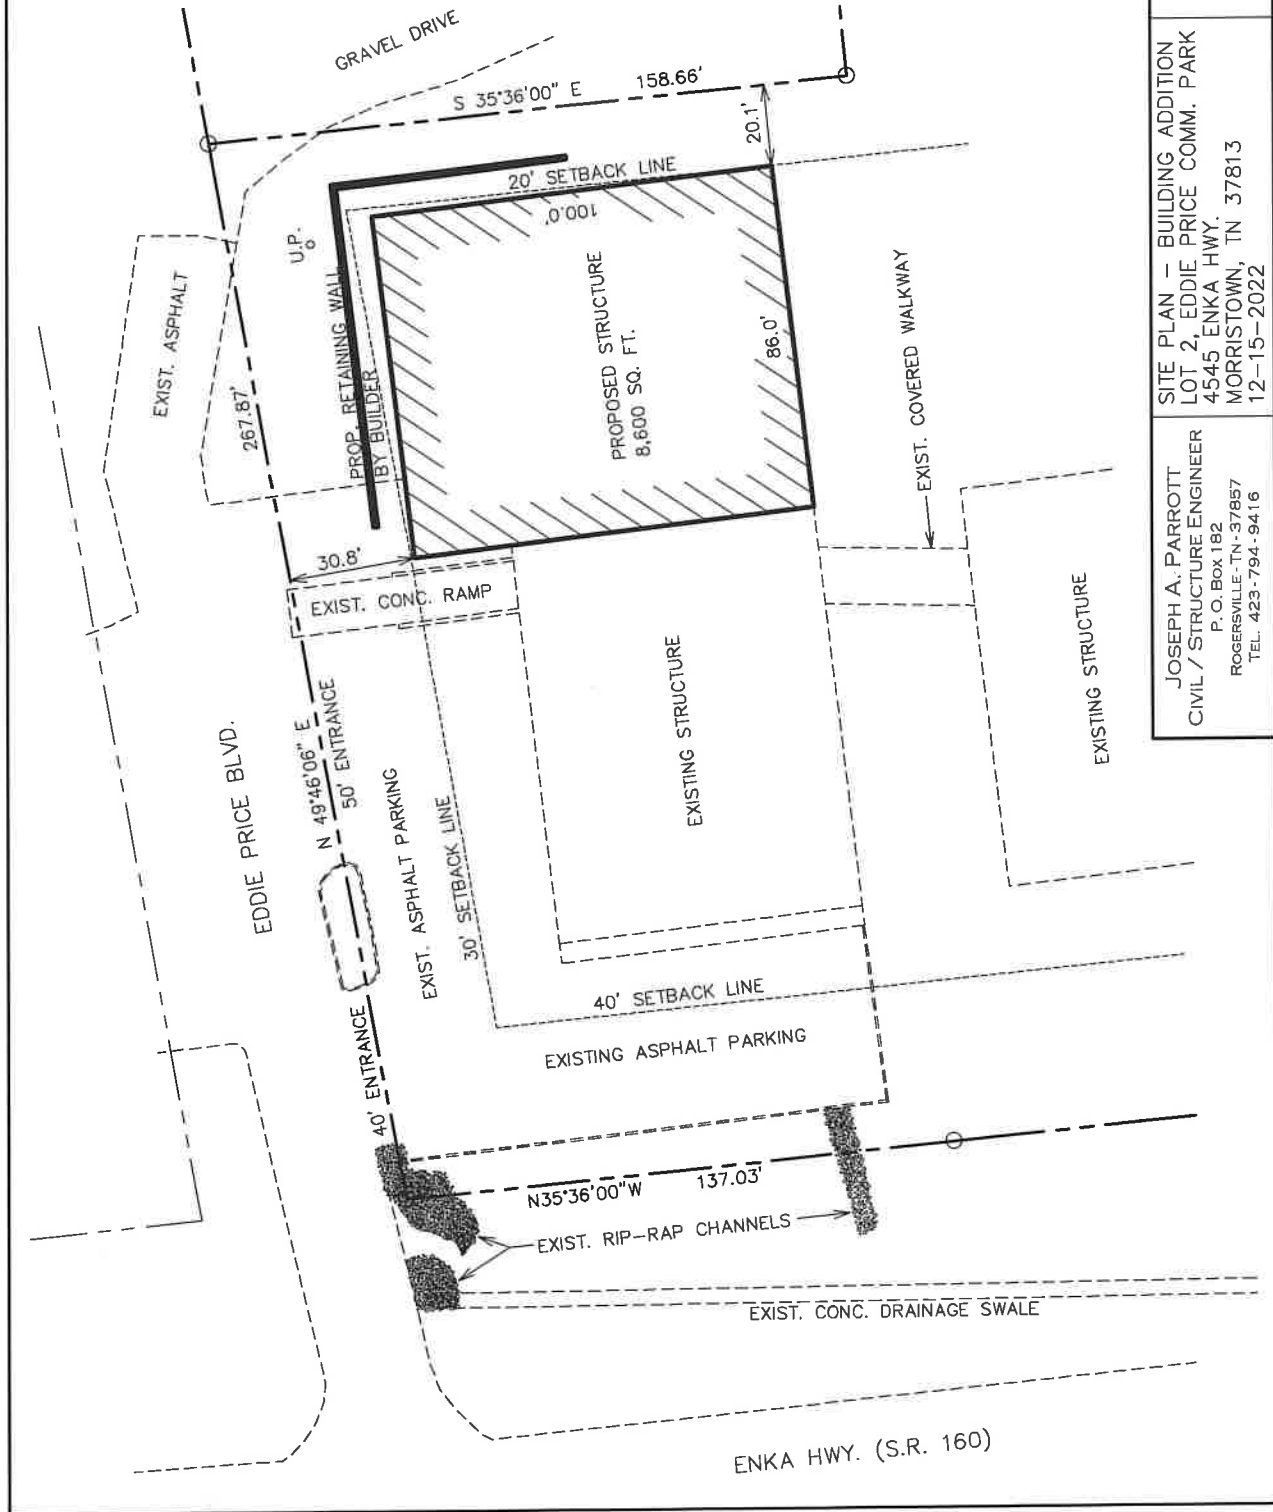 GRAVEL DRIVE
S 35°36'00" E
158.66'
20.1'
20' SETBACK LINE
100.0'
U.P.
EXIST. ASPHALT
267.87'
PROP. RETAINING WALL
BY BUILDER
PROPOSED STRUCTURE
8,600 SQ. FT.
86.0'
EXIST. COVERED WALKWAY
30.8'
EXIST. CONC. RAMP
EXISTING STRUCTURE
EXISTING STRUCTURE
EDDIE PRICE BLVD.
N 49°46'06" E
50' ENTRANCE
EXIST. ASPHALT PARKING
30' SETBACK LINE
40' SETBACK LINE
EXISTING ASPHALT PARKING
40' ENTRANCE
N35°36'00"W
137.03'
EXIST. RIP-RAP CHANNELS
EXIST. CONC. DRAINAGE SWALE
ENKA HWY. (S.R. 160)
JOSEPH A. PARROTT
CIVIL / STRUCTURE ENGINEER
P. O. BOX 182
ROGERSVILLE - TN - 37857
TEL. 423 - 794 - 9416
SITE PLAN - BUILDING ADDITION
LOT 2, EDDIE PRICE COMM. PARK
4545 ENKA HWY.
MORRISTOWN, TN 37813
12-15-2022